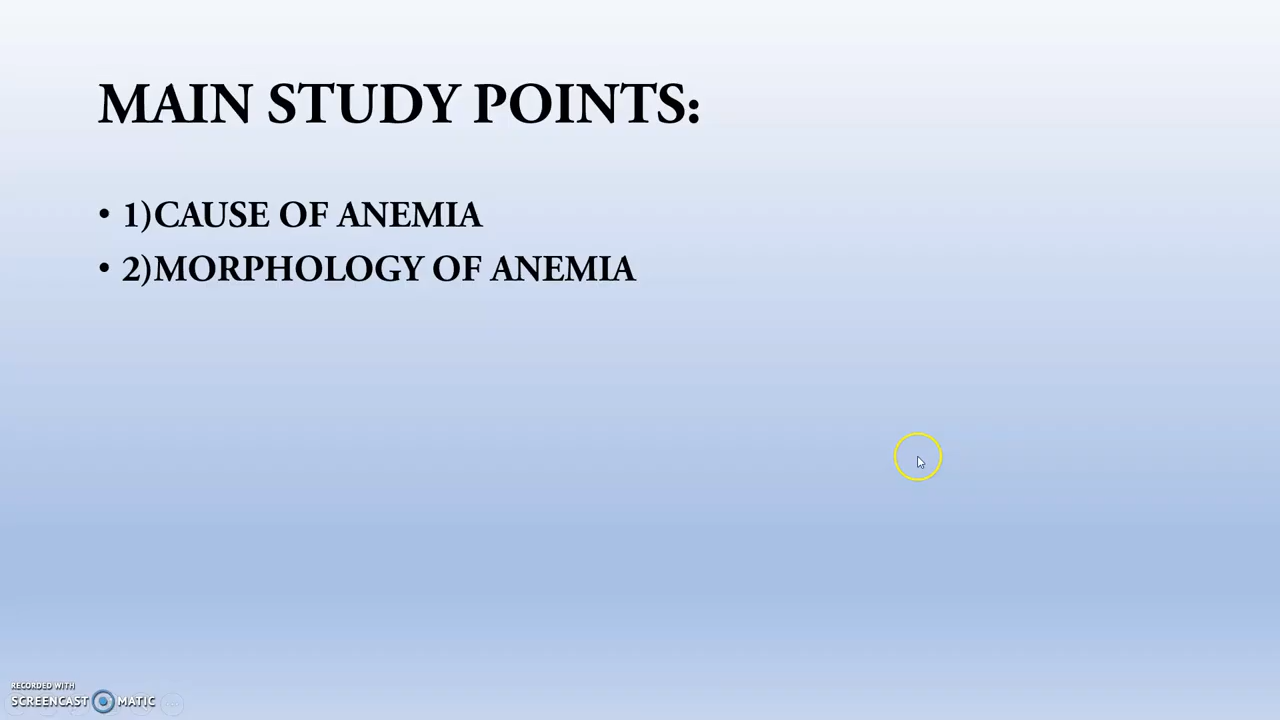 MAIN STUDY POINTS:
• 1)CAUSE OF ANEMIA
• 2)MORPHOLOGY OF ANEMIA
RECORDED WITH
SCREENCAST MATIC